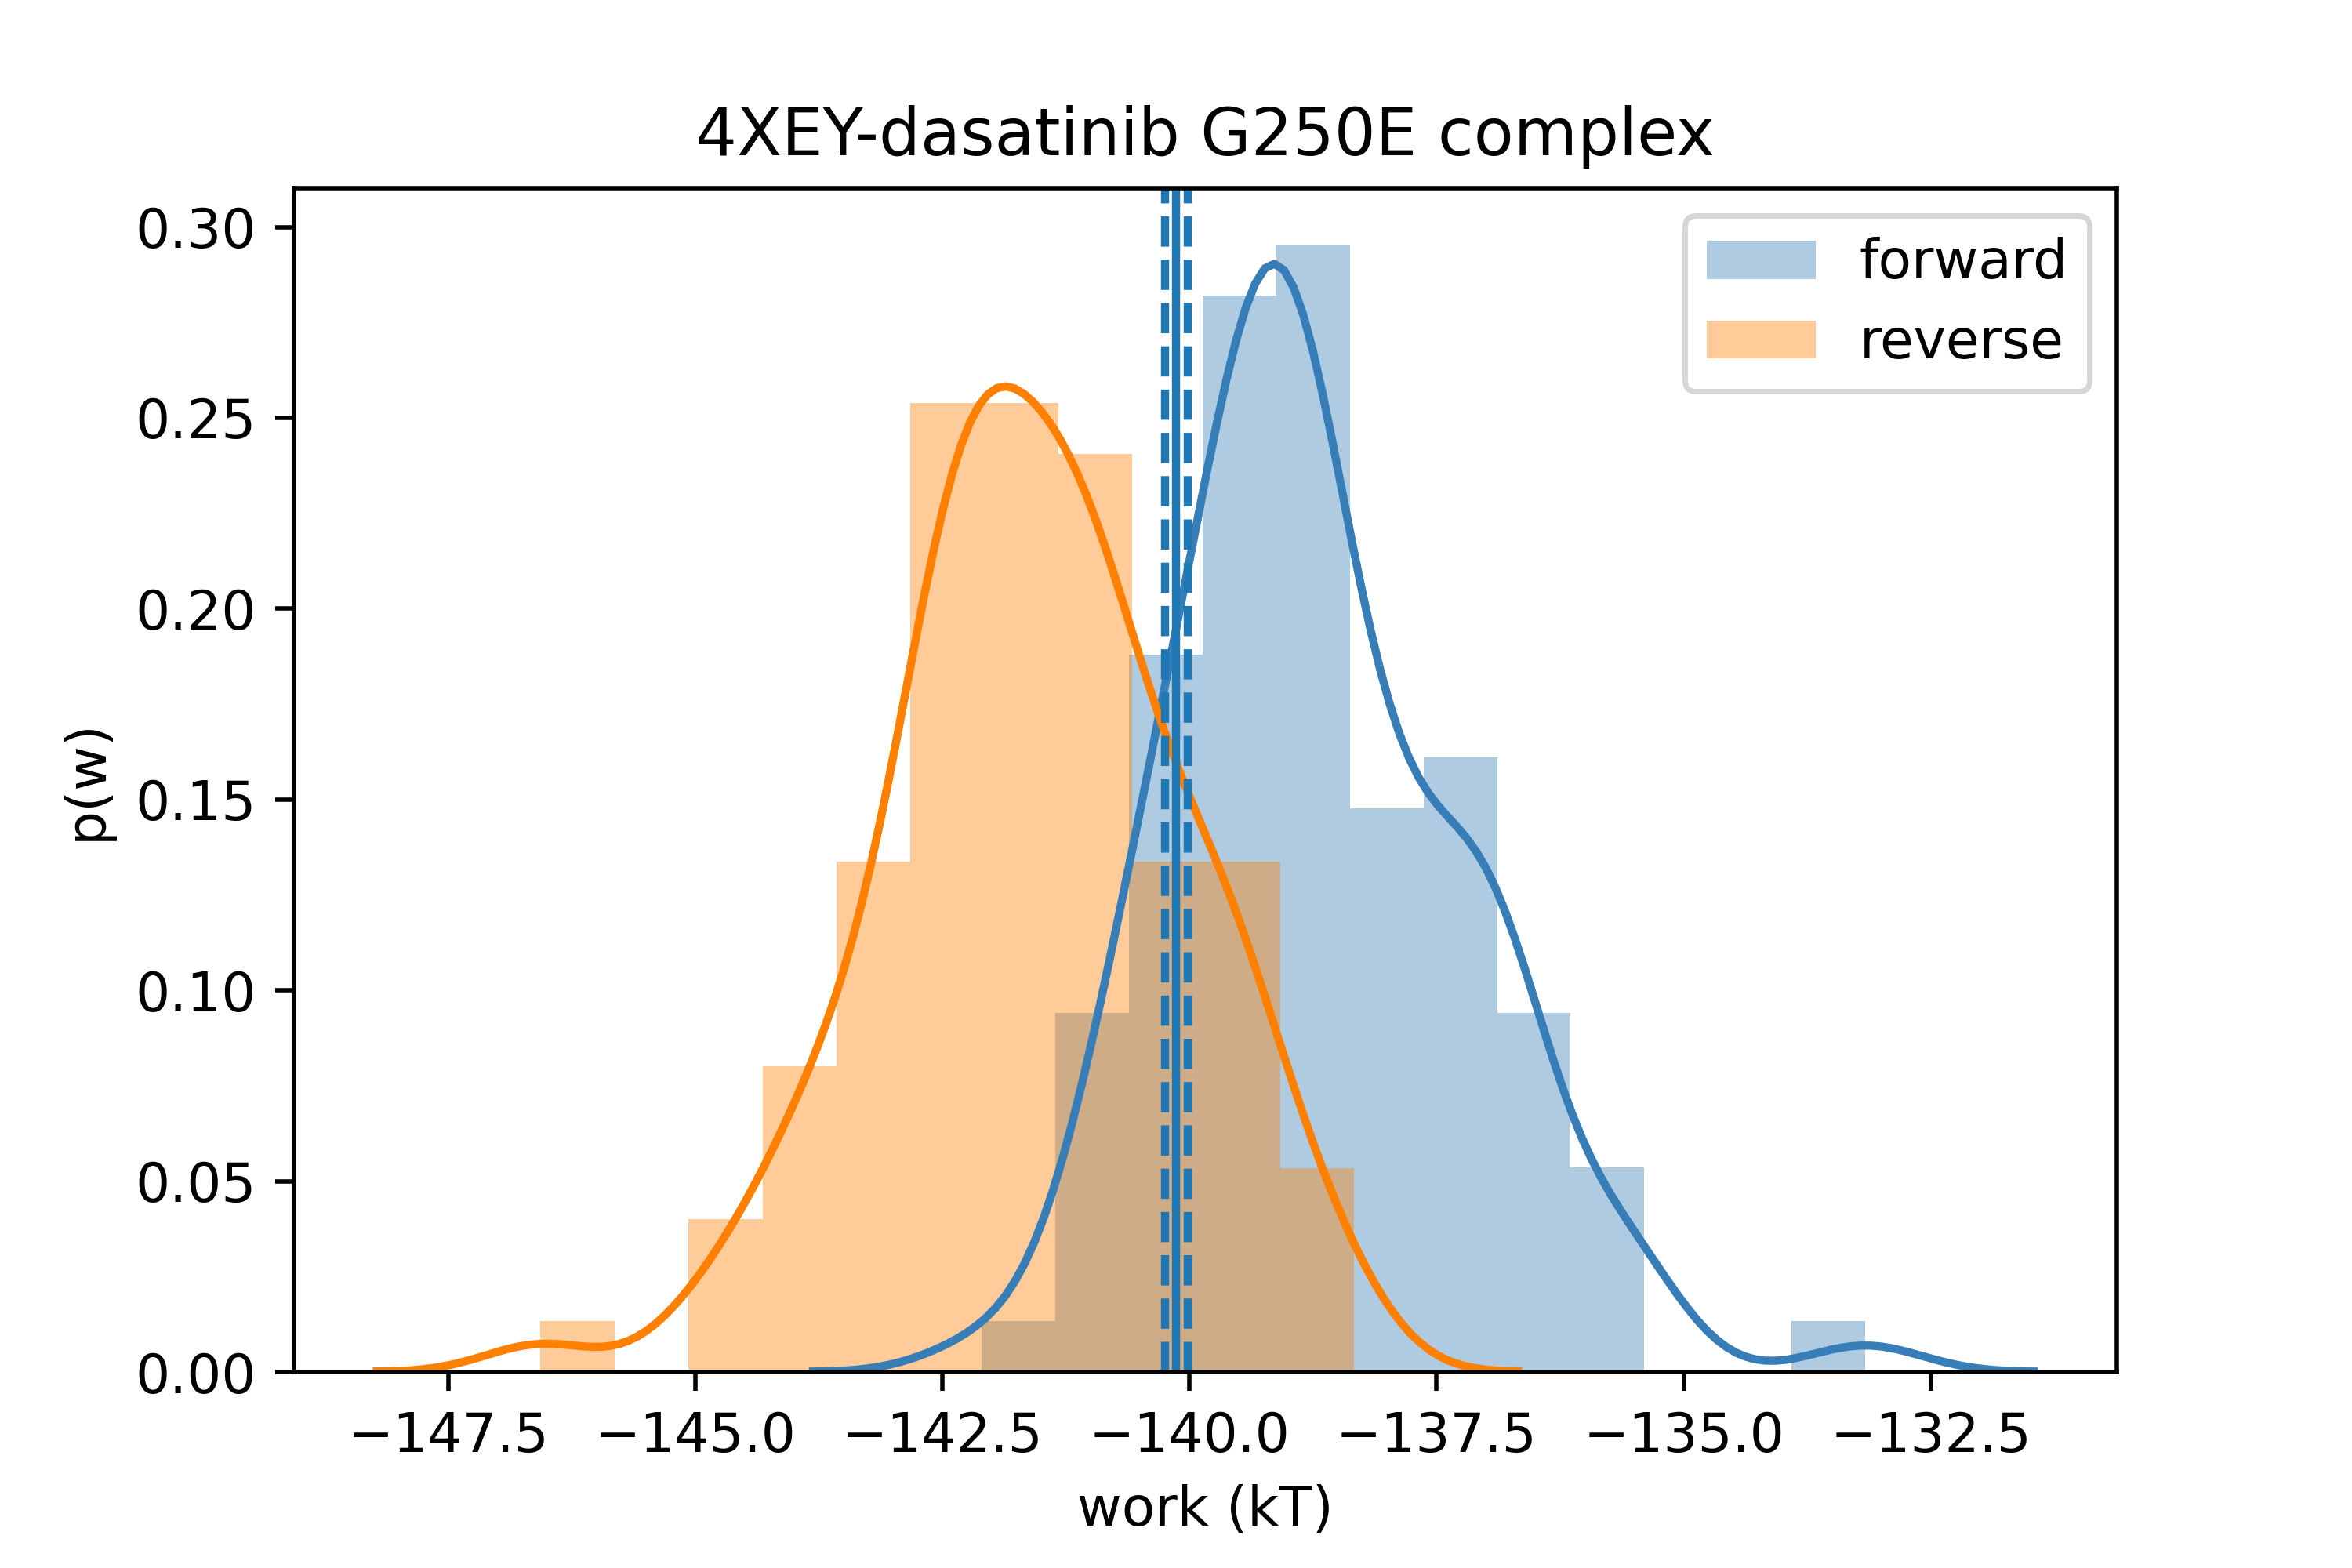 4XEY-dasatinib G250E complex
forward
reverse
0.30
0.25
0.20
0.15
0.10
0.05
0.00
p(w)
−147.5 −145.0 −142.5 −140.0 −137.5 −135.0 −132.5
work (kT)